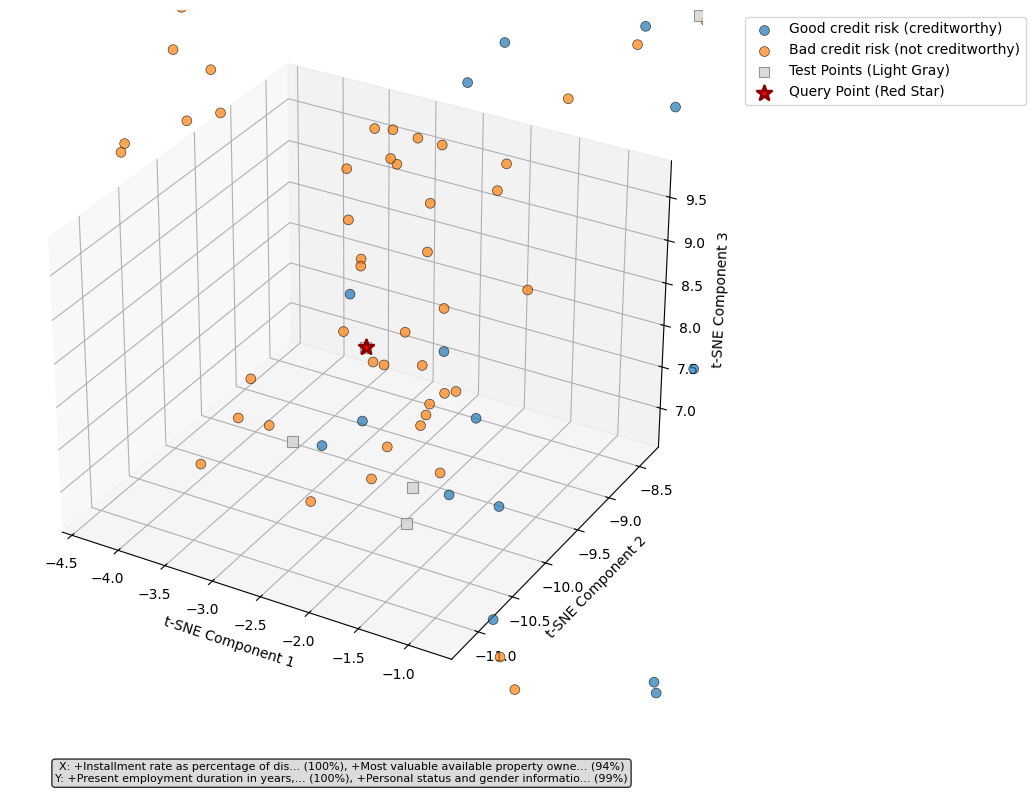 Good credit risk (creditworthy)
Bad credit risk (not creditworthy)
Test Points (Light Gray)
Query Point (Red Star)
9.5
9.0
8.5
8.0
7.5
7.0
t-SNE Component 3
−8.5
−9.0
−9.5
−10.0
−10.5
−11.0
t-SNE Component 2
−4.5
−4.0
−3.5
−3.0
−2.5
−2.0
−1.5
−1.0
t-SNE Component 1
X: +Installment rate as percentage of dis... (100%), +Most valuable available property owne... (94%)
Y: +Present employment duration in years,... (100%), +Personal status and gender informatio... (99%)